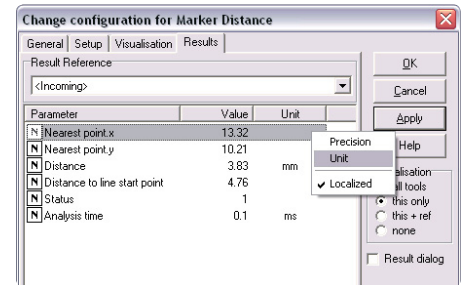 Change configuration for Marker Distance
General Setup Visualisation Results
Result Reference
<Incoming>
Parameter Value Unit
N Nearest point.x 13.32
N Nearest point.y 10.21
N Distance 3.83 mm
N Distance to line start point 4.76
N Status 1
N Analysis time 0.1 ms
Precision
Unit
Localized
OK
Cancel
Apply
Help
alisation
all tools
this only
this + ref
none
Result dialog